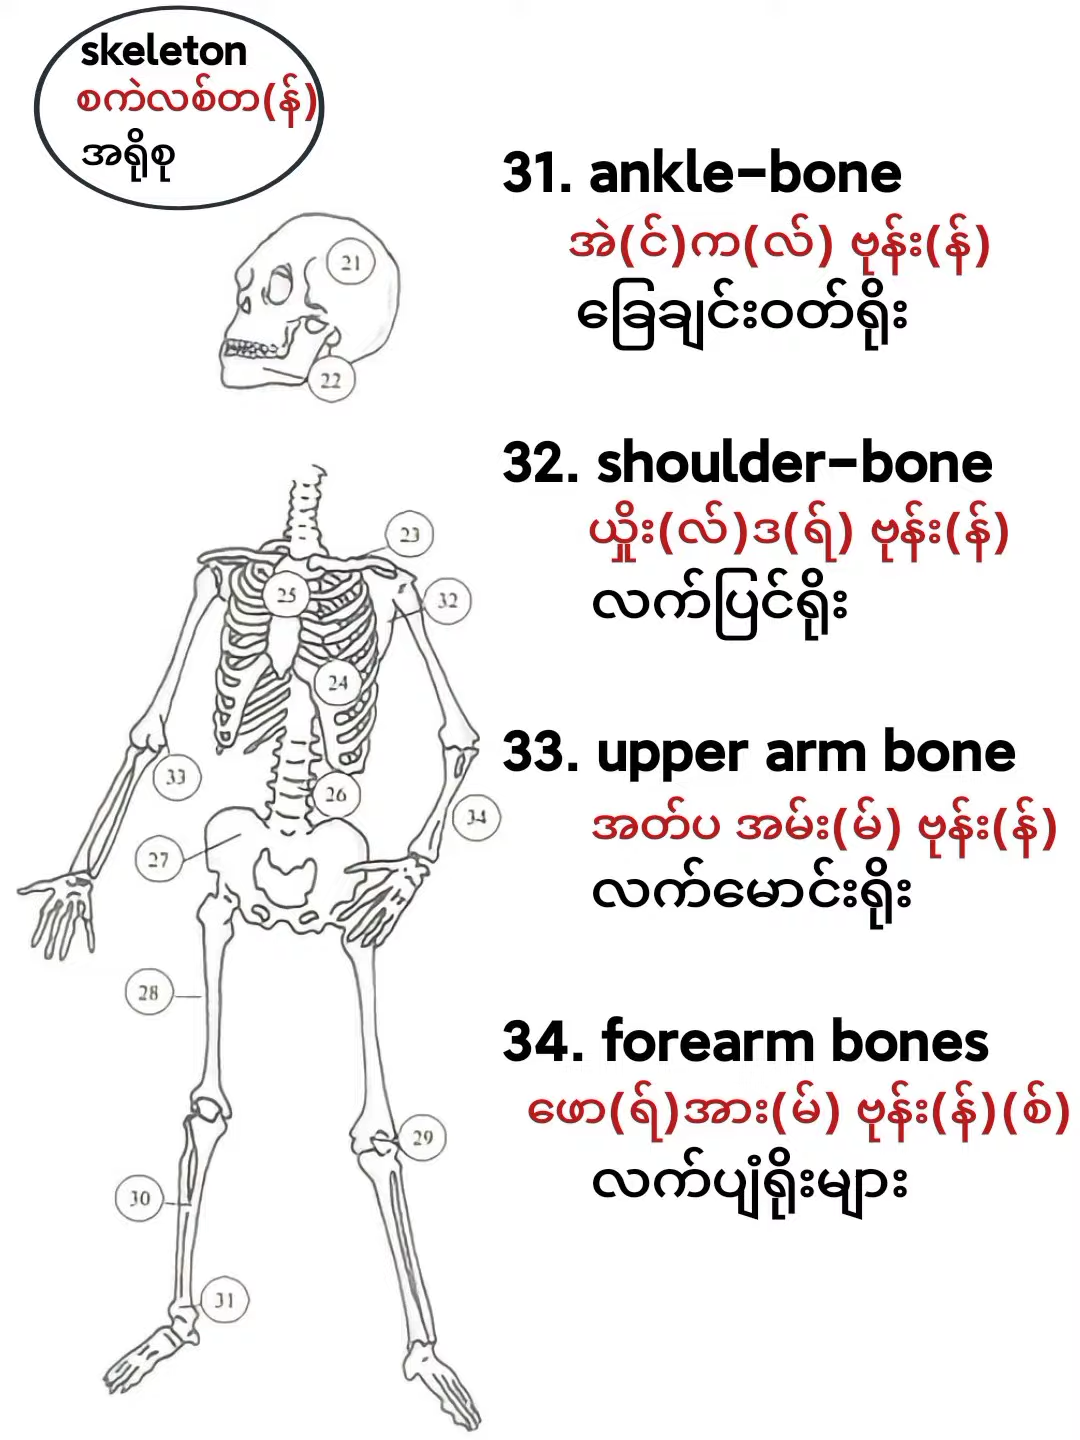 skeleton
စကဲလစ်တ(န်)
အရိုစု
31. ankle-bone
အဲ(င်)က(လ်) ဗုန်း(န်)
ခြေချင်းဝတ်ရိုး
32. shoulder-bone
ယှိုး(လ်)ဒ(ရ်) ဗုန်း(န်)
လက်ပြင်ရိုး
33. upper arm bone
အတ်ပ အမ်း(မ်) ဗုန်း(န်)
လက်မောင်းရိုး
34. forearm bones
ဖော(ရ်)အား(မ်) ဗုန်း(န်)(စ်)
လက်ပျံရိုးများ
21
22
23
25
32
24
33
26
34
27
28
29
30
31